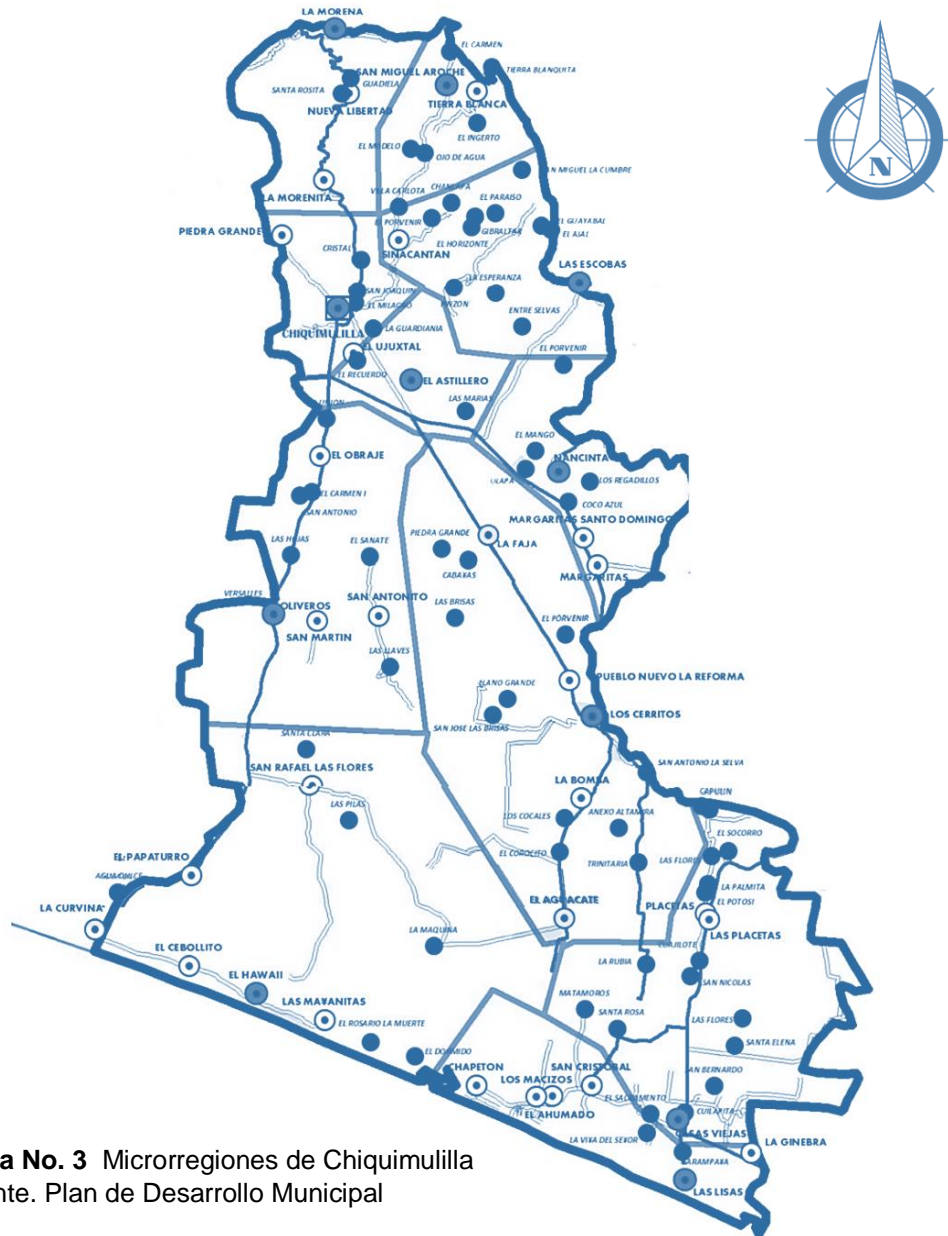 LA MORENA
EL CARMEN
SAN MIGUEL AROCHE
TIERRA BLANQUITA
GUADIELA
SANTA ROSITA
TIERRA BLANCA
NUEVA LIBERTAD
EL INGERTO
EL MODELO
OJO DE AGUA
SAN MIGUEL LA CUMBRE
VILLA CARLOTA
LA MORENITA
EL PARAISO
EL PORVENIR
EL GUAYABAL
PIEDRA GRANDE
GIBRALTAR
EL AJAL
SINACANTAN
EL HORIZONTE
CRISTAL
LAS ESCOBAS
LA ESPERANZA
SAN JOAQUIN
EL MILAGRO
ENTRE SELVAS
CHIQUIMULILLA
LA GUARDIANIA
EL UJUXTAL
EL PORVENIR
EL RECUERDO
EL ASTILLERO
N
LAS MARIAS
EL MANGO
EL OBRAJE
NANCINTA
LOS REGADILLOS
EL CARMEN I
COCO AZUL
SAN ANTONIO
MARGARITAS SANTO DOMINGO
LAS HOJAS
EL SANATE
PIEDRA GRANDE
LA FAJA
CABAXAS
MARGARITAS
VERSALLES
OLIVEROS
SAN ANTONITO
LAS BRISAS
SAN MARTIN
EL PORVENIR
LAS LLAVES
PUEBLO NUEVO LA REFORMA
LLANO GRANDE
LOS CERRITOS
SAN JOSE LAS BRISAS
SANTA CLARA
SAN ANTONIO LA SELVA
SAN RAFAEL LAS FLORES
LA BOMBA
CAPULIN
LAS PILAS
LOS COCALES
ANEXO ALTAMIRA
EL SOCORRO
EL COROCITO
TRINITARIA
LAS FLORES
EL PAPATURRO
AGUA DULCE
LA PALMITA
EL AGUACATE
PLACETAS
EL POTOSI
LA CURVINA
LAS PLACETAS
LA MAQUINA
CUAJILOTE
EL CEBOLLITO
LA RUBIA
SAN NICOLAS
EL HAWAII
MATAMOROS
LAS MAÑANITAS
SANTA ROSA
LAS FLORES
EL ROSARIO LA MUERTE
SANTA ELENA
EL DORMIDO
CHAPETON
LOS MACIZOS
SAN CRISTOBAL
SAN BERNARDO
EL AHUMADO
EL SACRAMENTO
CUILAPITA
CASAS VIEJAS
LA VIÑA DEL SEÑOR
LA GINEBRA
LAS LISAS
a No. 3 Microrregiones de Chiquimulilla
nte. Plan de Desarrollo Municipal